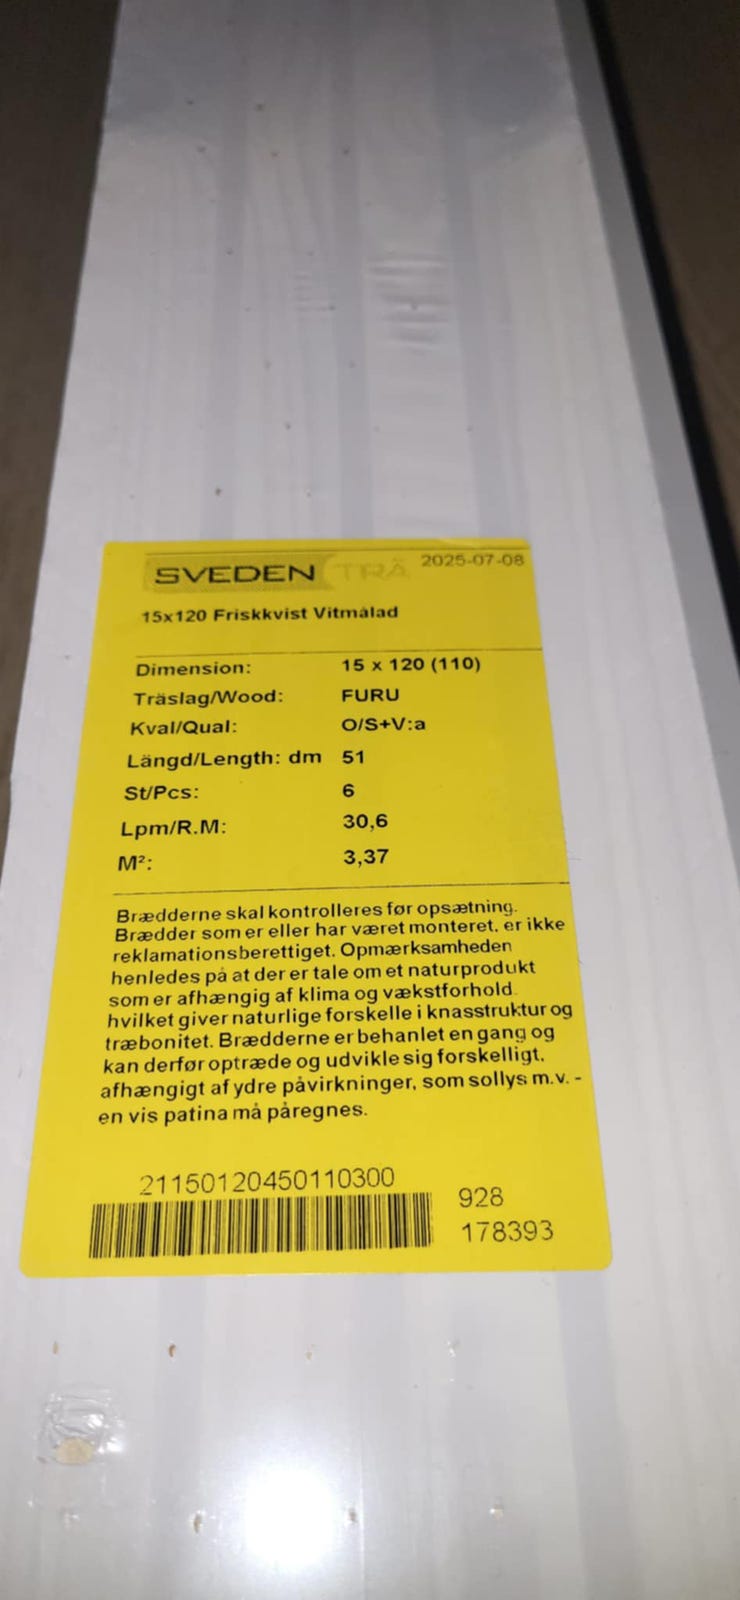 SVEDEN TRÄ 2025-07-08
15x120 Friskkvist Vitmålad
Dimension: 15 x 120 (110)
Träslag/Wood: FURU
Kval/Qual: O/S+V:a
Längd/Length: dm 51
St/Pcs: 6
Lpm/R.M: 30,6
M²: 3,37
Brædderne skal kontrolleres før opsætning.
Brædder som er eller har været monteret, er ikke
reklamationsberettiget. Opmærksamheden
henledes på at der er tale om et naturprodukt
som er afhængig af klima og vækstforhold
hvilket giver naturlige forskelle i knasstruktur og
træbonitet. Brædderne er behanlet en gang og
kan derfor optræde og udvikle sig forskelligt,
afhængigt af ydre påvirkninger, som sollys m.v. -
en vis patina må påregnes.
21150120450110300
928
178393